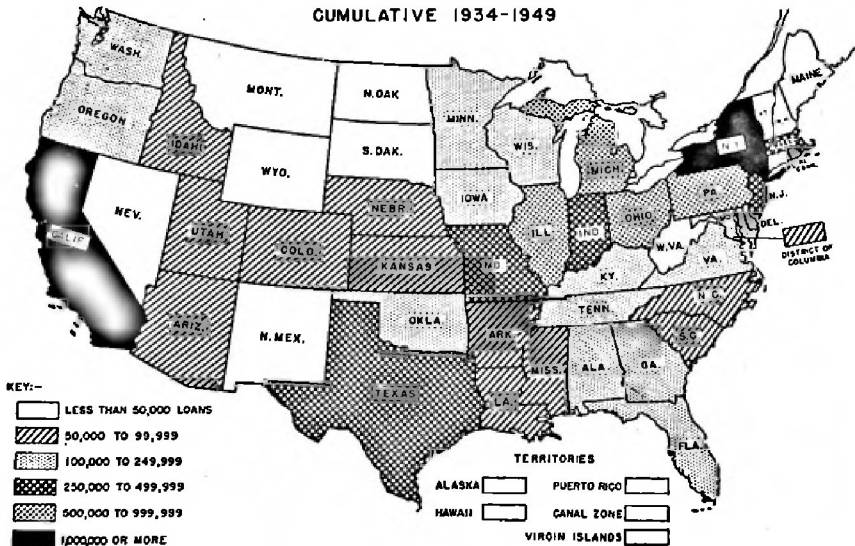 CUMULATIVE 1934-1949
WASH.
OREGON
IDAHO
MONT.
N.DAK
S.DAK.
WYO.
NEV.
UTAH
COLO.
ARIZ.
N.MEX.
NEBR.
KANSAS
OKLA.
TEXAS
MINN.
IOWA
WIS.
ILL
IND
IND
MICH.
OHIO
KY.
TENN.
ARK.
LA.
MISS.
ALA.
GA.
FLA.
S.C.
N.C.
VA.
W.VA.
PA.
N.Y.
N.J.
DEL.
MAINE
CALIF
DISTRICT OF
COLUMBIA
KEY:-
LESS THAN 50,000 LOANS
50,000 TO 99,999
100,000 TO 249,999
250,000 TO 499,999
500,000 TO 999,999
1,000,000 OR MORE
TERRITORIES
ALASKA
PUERTO RICO
HAWAII
CANAL ZONE
VIRGIN ISLANDS